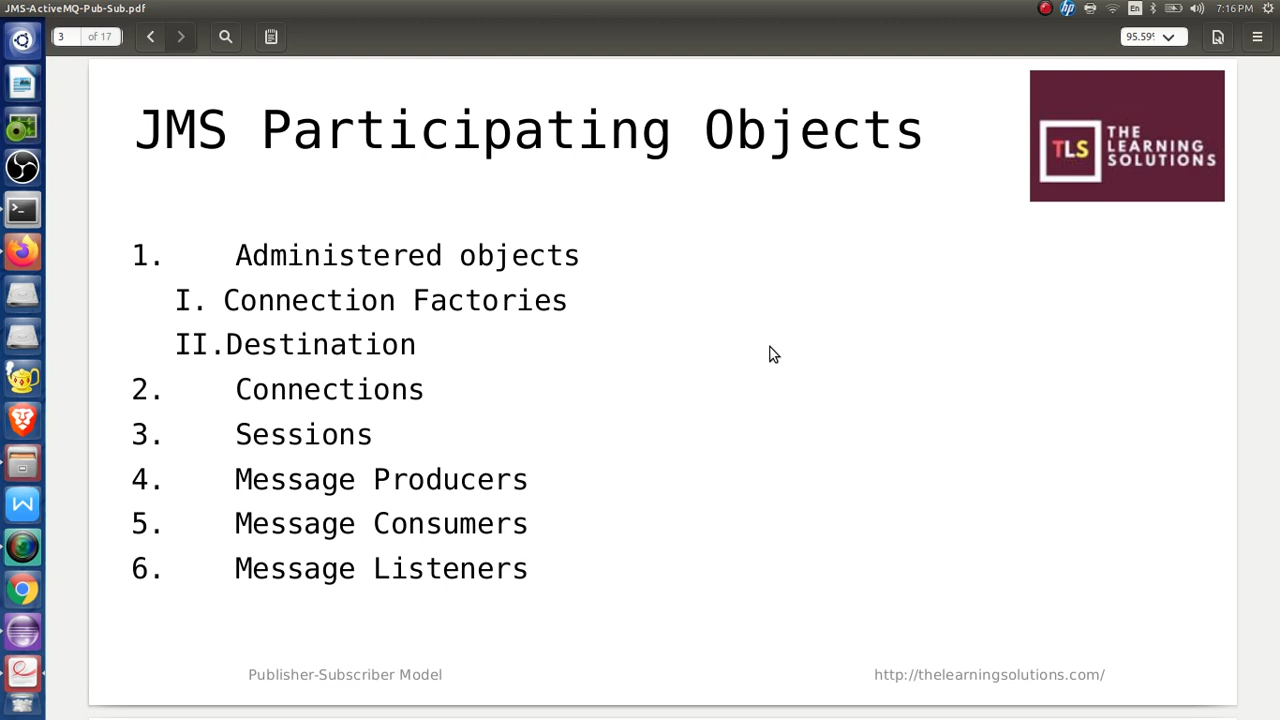 JMS-ActiveMQ-Pub-Sub.pdf
En
7:16PM
3 of 17
95.59%
JMS Participating Objects
TLS
THE
LEARNING
SOLUTIONS
1. Administered objects
I. Connection Factories
II.Destination
2. Connections
3. Sessions
4. Message Producers
5. Message Consumers
6. Message Listeners
Publisher-Subscriber Model
http://thelearningsolutions.com/